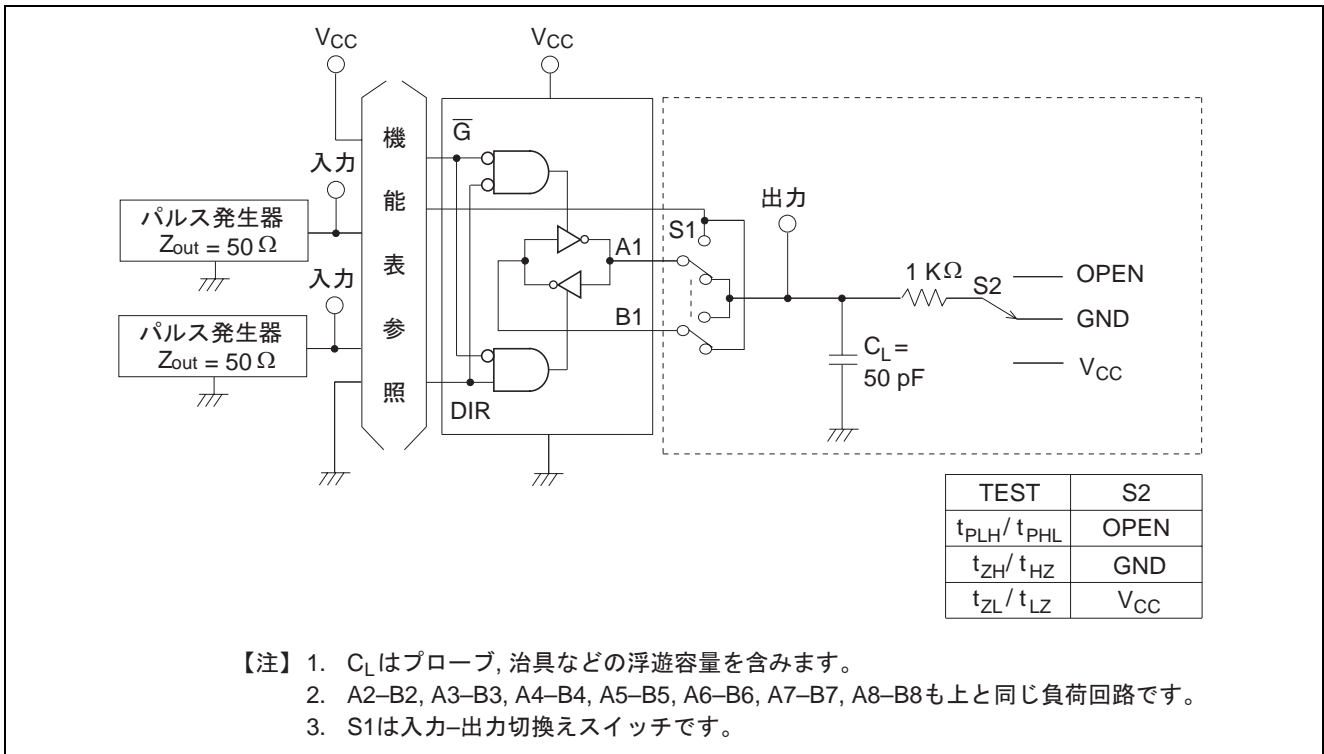 VCC
VCC
機能表参照
入力
パルス発生器
Zout = 50 Ω
入力
パルス発生器
Zout = 50 Ω
G̅
DIR
A1
B1
S1
出力
1 KΩ
S2
OPEN
GND
VCC
CL =
50 pF
TEST S2
tPLH/ tPHL OPEN
tZH/ tHZ GND
tZL/ tLZ VCC
【注】 1. CLはプローブ, 治具などの浮遊容量を含みます。
2. A2–B2, A3–B3, A4–B4, A5–B5, A6–B6, A7–B7, A8–B8も上と同じ負荷回路です。
3. S1は入力–出力切換えスイッチです。